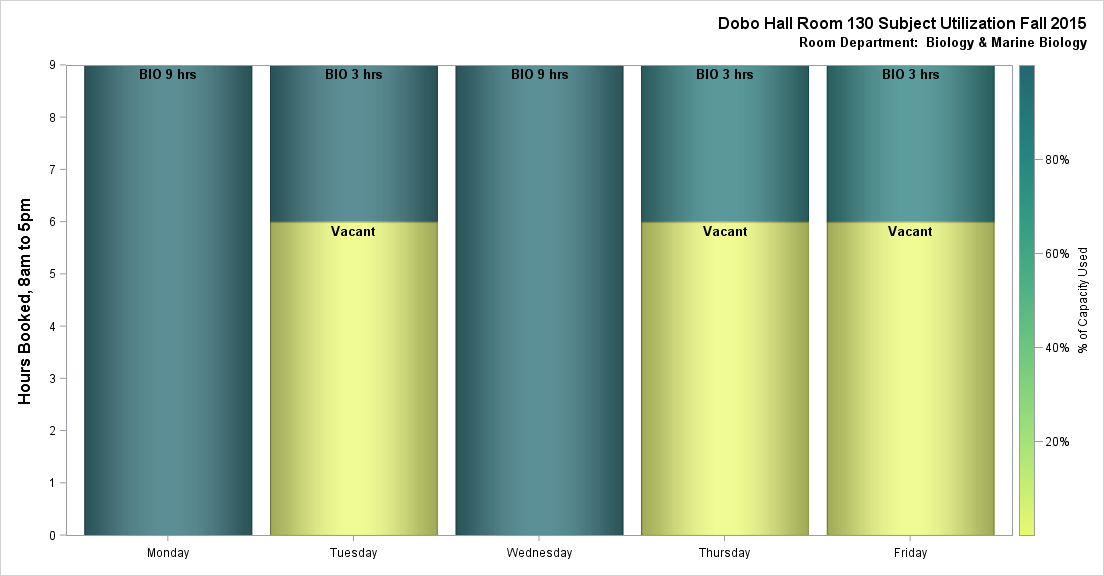 Dobo Hall Room 130 Subject Utilization Fall 2015
Room Department:  Biology & Marine Biology
Hours Booked, 8am to 5pm
9
8
7
6
5
4
3
2
1
0
BIO 9 hrs
BIO 3 hrs
BIO 9 hrs
BIO 3 hrs
BIO 3 hrs
Vacant
Vacant
Vacant
Monday
Tuesday
Wednesday
Thursday
Friday
80%
60%
40%
20%
% of Capacity Used